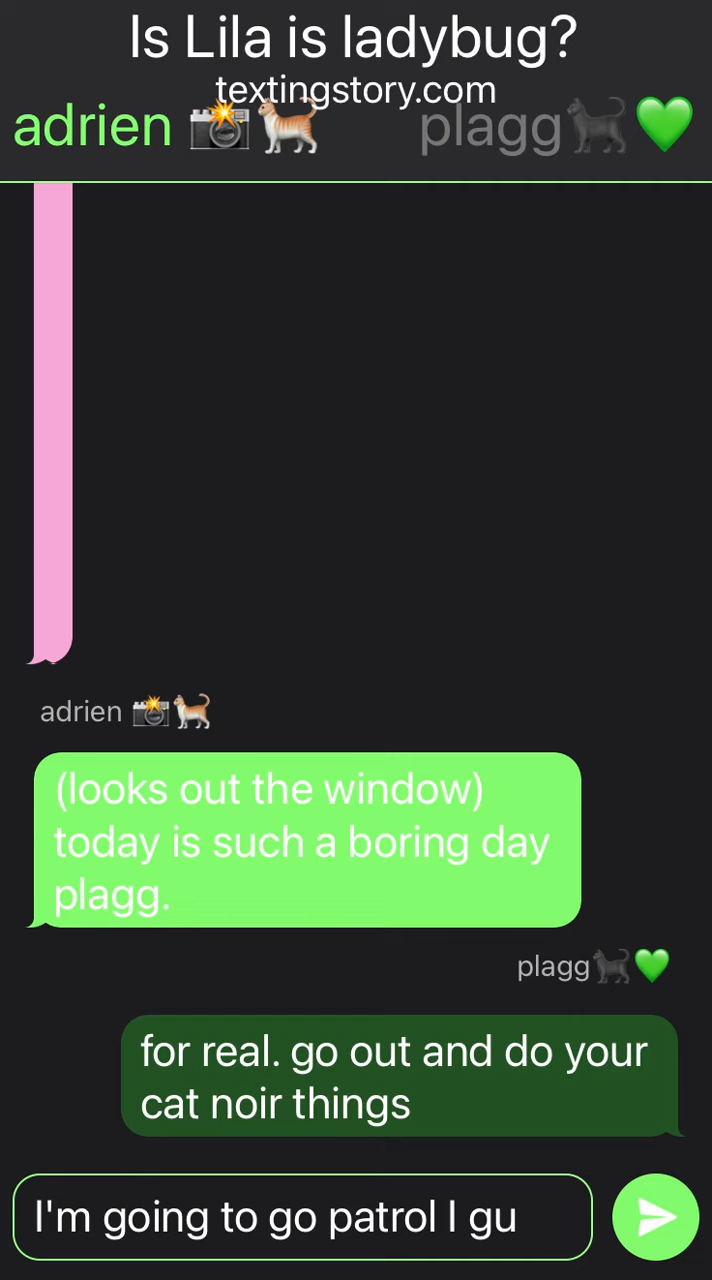 Is Lila is ladybug?
textingstory.com
adrien 📸🐈 plagg🐈‍⬛💚
adrien 📸🐈
(looks out the window)
today is such a boring day
plagg.
plagg🐈‍⬛💚
for real. go out and do your
cat noir things
I'm going to go patrol I gu